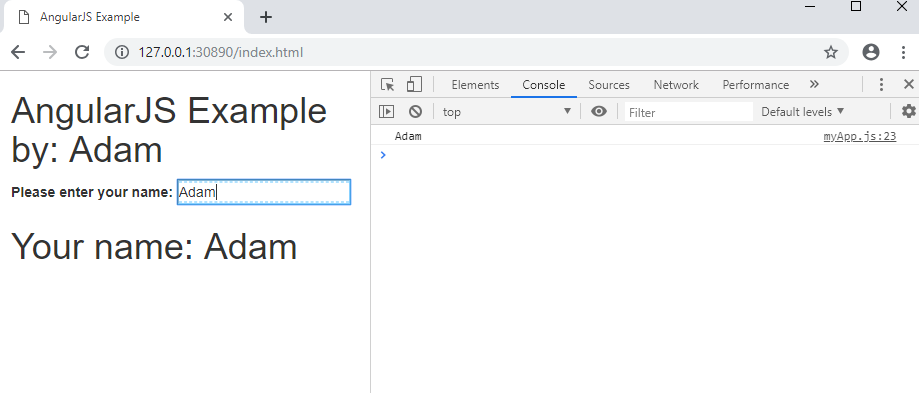 AngularJS Example
127.0.0.1:30890/index.html
AngularJS Example
by: Adam
Please enter your name: Adam
Your name: Adam
Elements Console Sources Network Performance »
top Filter Default levels
Adam myApp.js:23